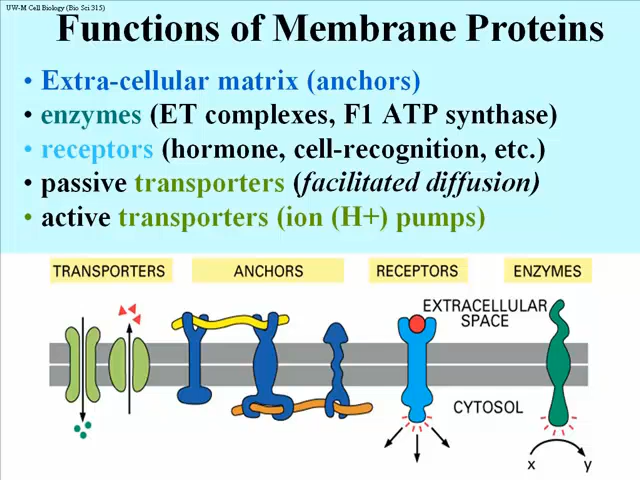 UW-M Cell Biology (Bio Sci 315)
Functions of Membrane Proteins
• Extra-cellular matrix (anchors)
• enzymes (ET complexes, F1 ATP synthase)
• receptors (hormone, cell-recognition, etc.)
• passive transporters (facilitated diffusion)
• active transporters (ion (H+) pumps)
TRANSPORTERS ANCHORS RECEPTORS ENZYMES
EXTRACELLULAR
SPACE
CYTOSOL
x y